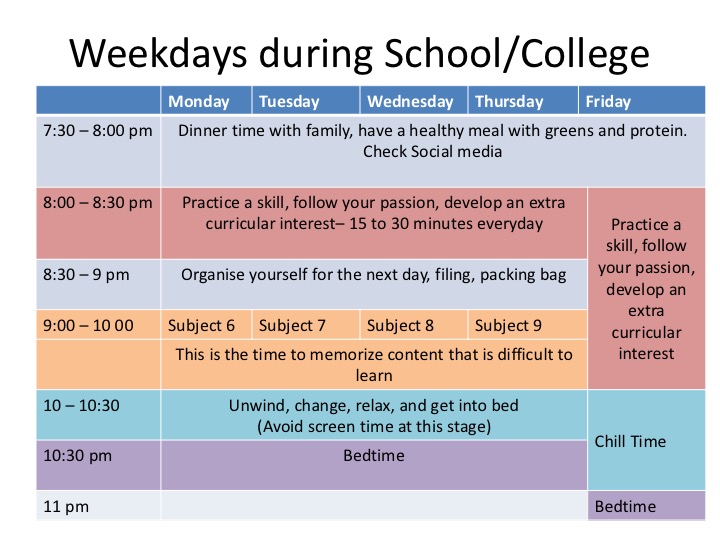 Weekdays during School/College
Monday Tuesday Wednesday Thursday Friday
7:30 – 8:00 pm Dinner time with family, have a healthy meal with greens and protein.
Check Social media
8:00 – 8:30 pm Practice a skill, follow your passion, develop an extra
curricular interest– 15 to 30 minutes everyday
Practice a
skill, follow
your passion,
develop an
extra
curricular
interest
8:30 – 9 pm Organise yourself for the next day, filing, packing bag
9:00 – 10 00 Subject 6 Subject 7 Subject 8 Subject 9
This is the time to memorize content that is difficult to
learn
10 – 10:30 Unwind, change, relax, and get into bed
(Avoid screen time at this stage)
Chill Time
10:30 pm Bedtime
11 pm Bedtime